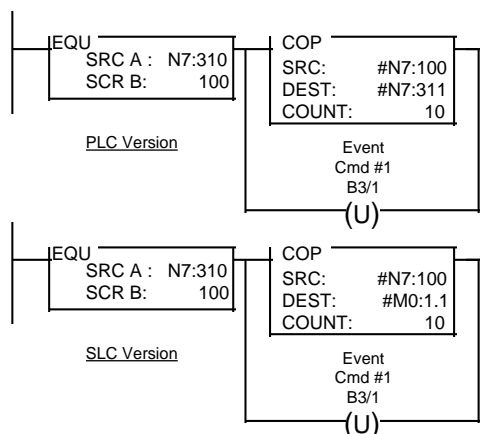 EQU
SRC A : N7:310
SCR B: 100
COP
SRC: #N7:100
DEST: #N7:311
COUNT: 10
PLC Version
Event
Cmd #1
B3/1
(U)
EQU
SRC A : N7:310
SCR B: 100
COP
SRC: #N7:100
DEST: #M0:1.1
COUNT: 10
SLC Version
Event
Cmd #1
B3/1
(U)